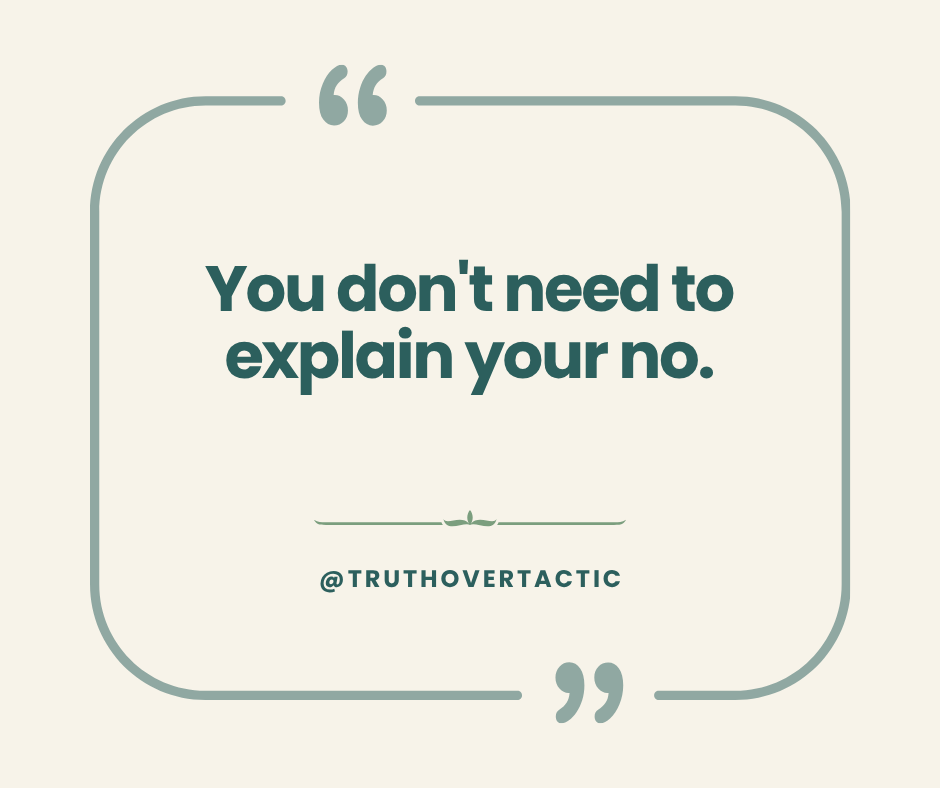 “
You don't need to
explain your no.
@TRUTHOVERTACTIC
”